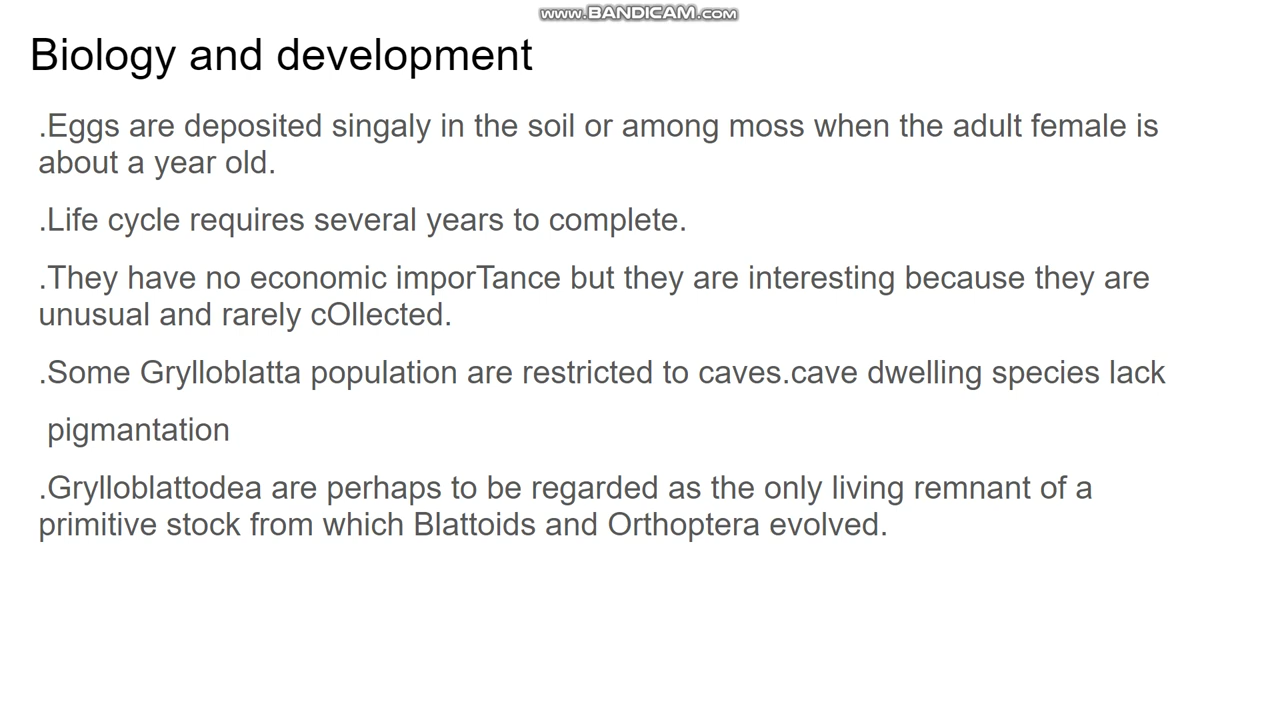 www.BANDICAM.com
Biology and development
.Eggs are deposited singaly in the soil or among moss when the adult female is
about a year old.
.Life cycle requires several years to complete.
.They have no economic imporTance but they are interesting because they are
unusual and rarely cOllected.
.Some Grylloblatta population are restricted to caves.cave dwelling species lack
pigmantation
.Grylloblattodea are perhaps to be regarded as the only living remnant of a
primitive stock from which Blattoids and Orthoptera evolved.